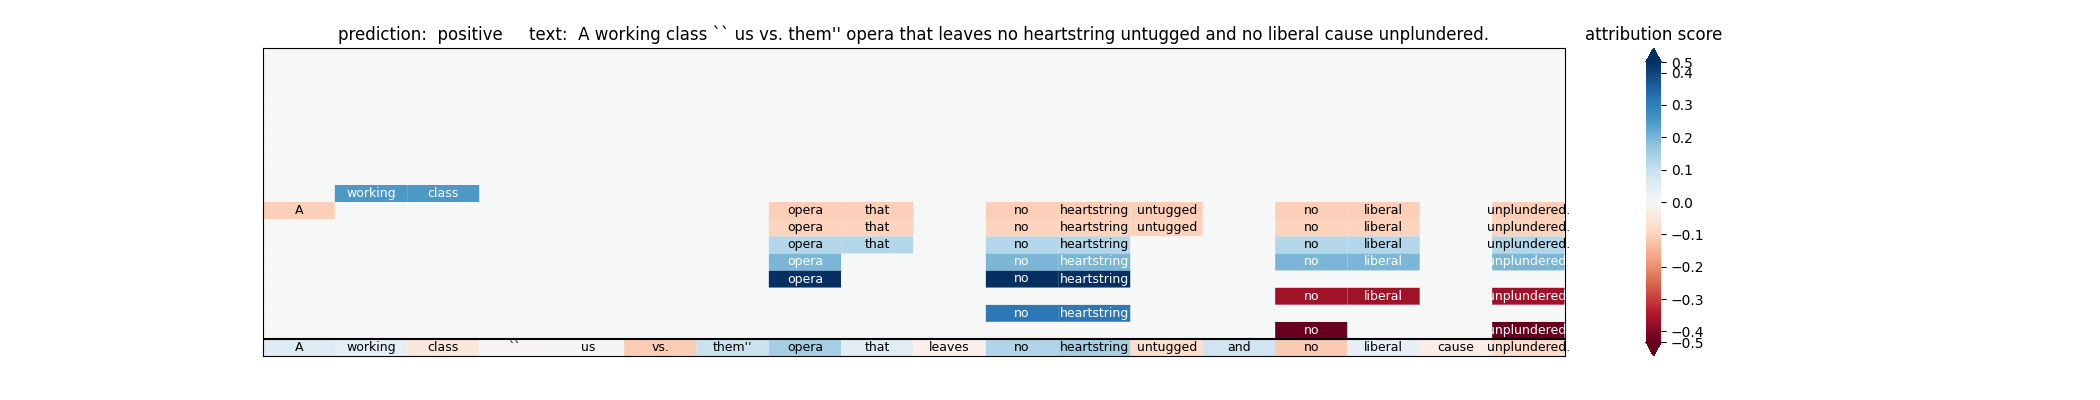 prediction:  positive     text:  A working class `` us vs. them'' opera that leaves no heartstring untugged and no liberal cause unplundered.
attribution score
working class
A opera that no heartstring untugged no liberal unplundered.
opera that no heartstring untugged no liberal unplundered.
opera that no heartstring no liberal unplundered.
opera no heartstring no liberal unplundered
opera no heartstring
no liberal unplundered
no heartstring
no unplundered
A working class `` us vs. them'' opera that leaves no heartstring untugged and no liberal cause unplundered.
0.5
0.4
0.3
0.2
0.1
0.0
−0.1
−0.2
−0.3
−0.4
−0.5